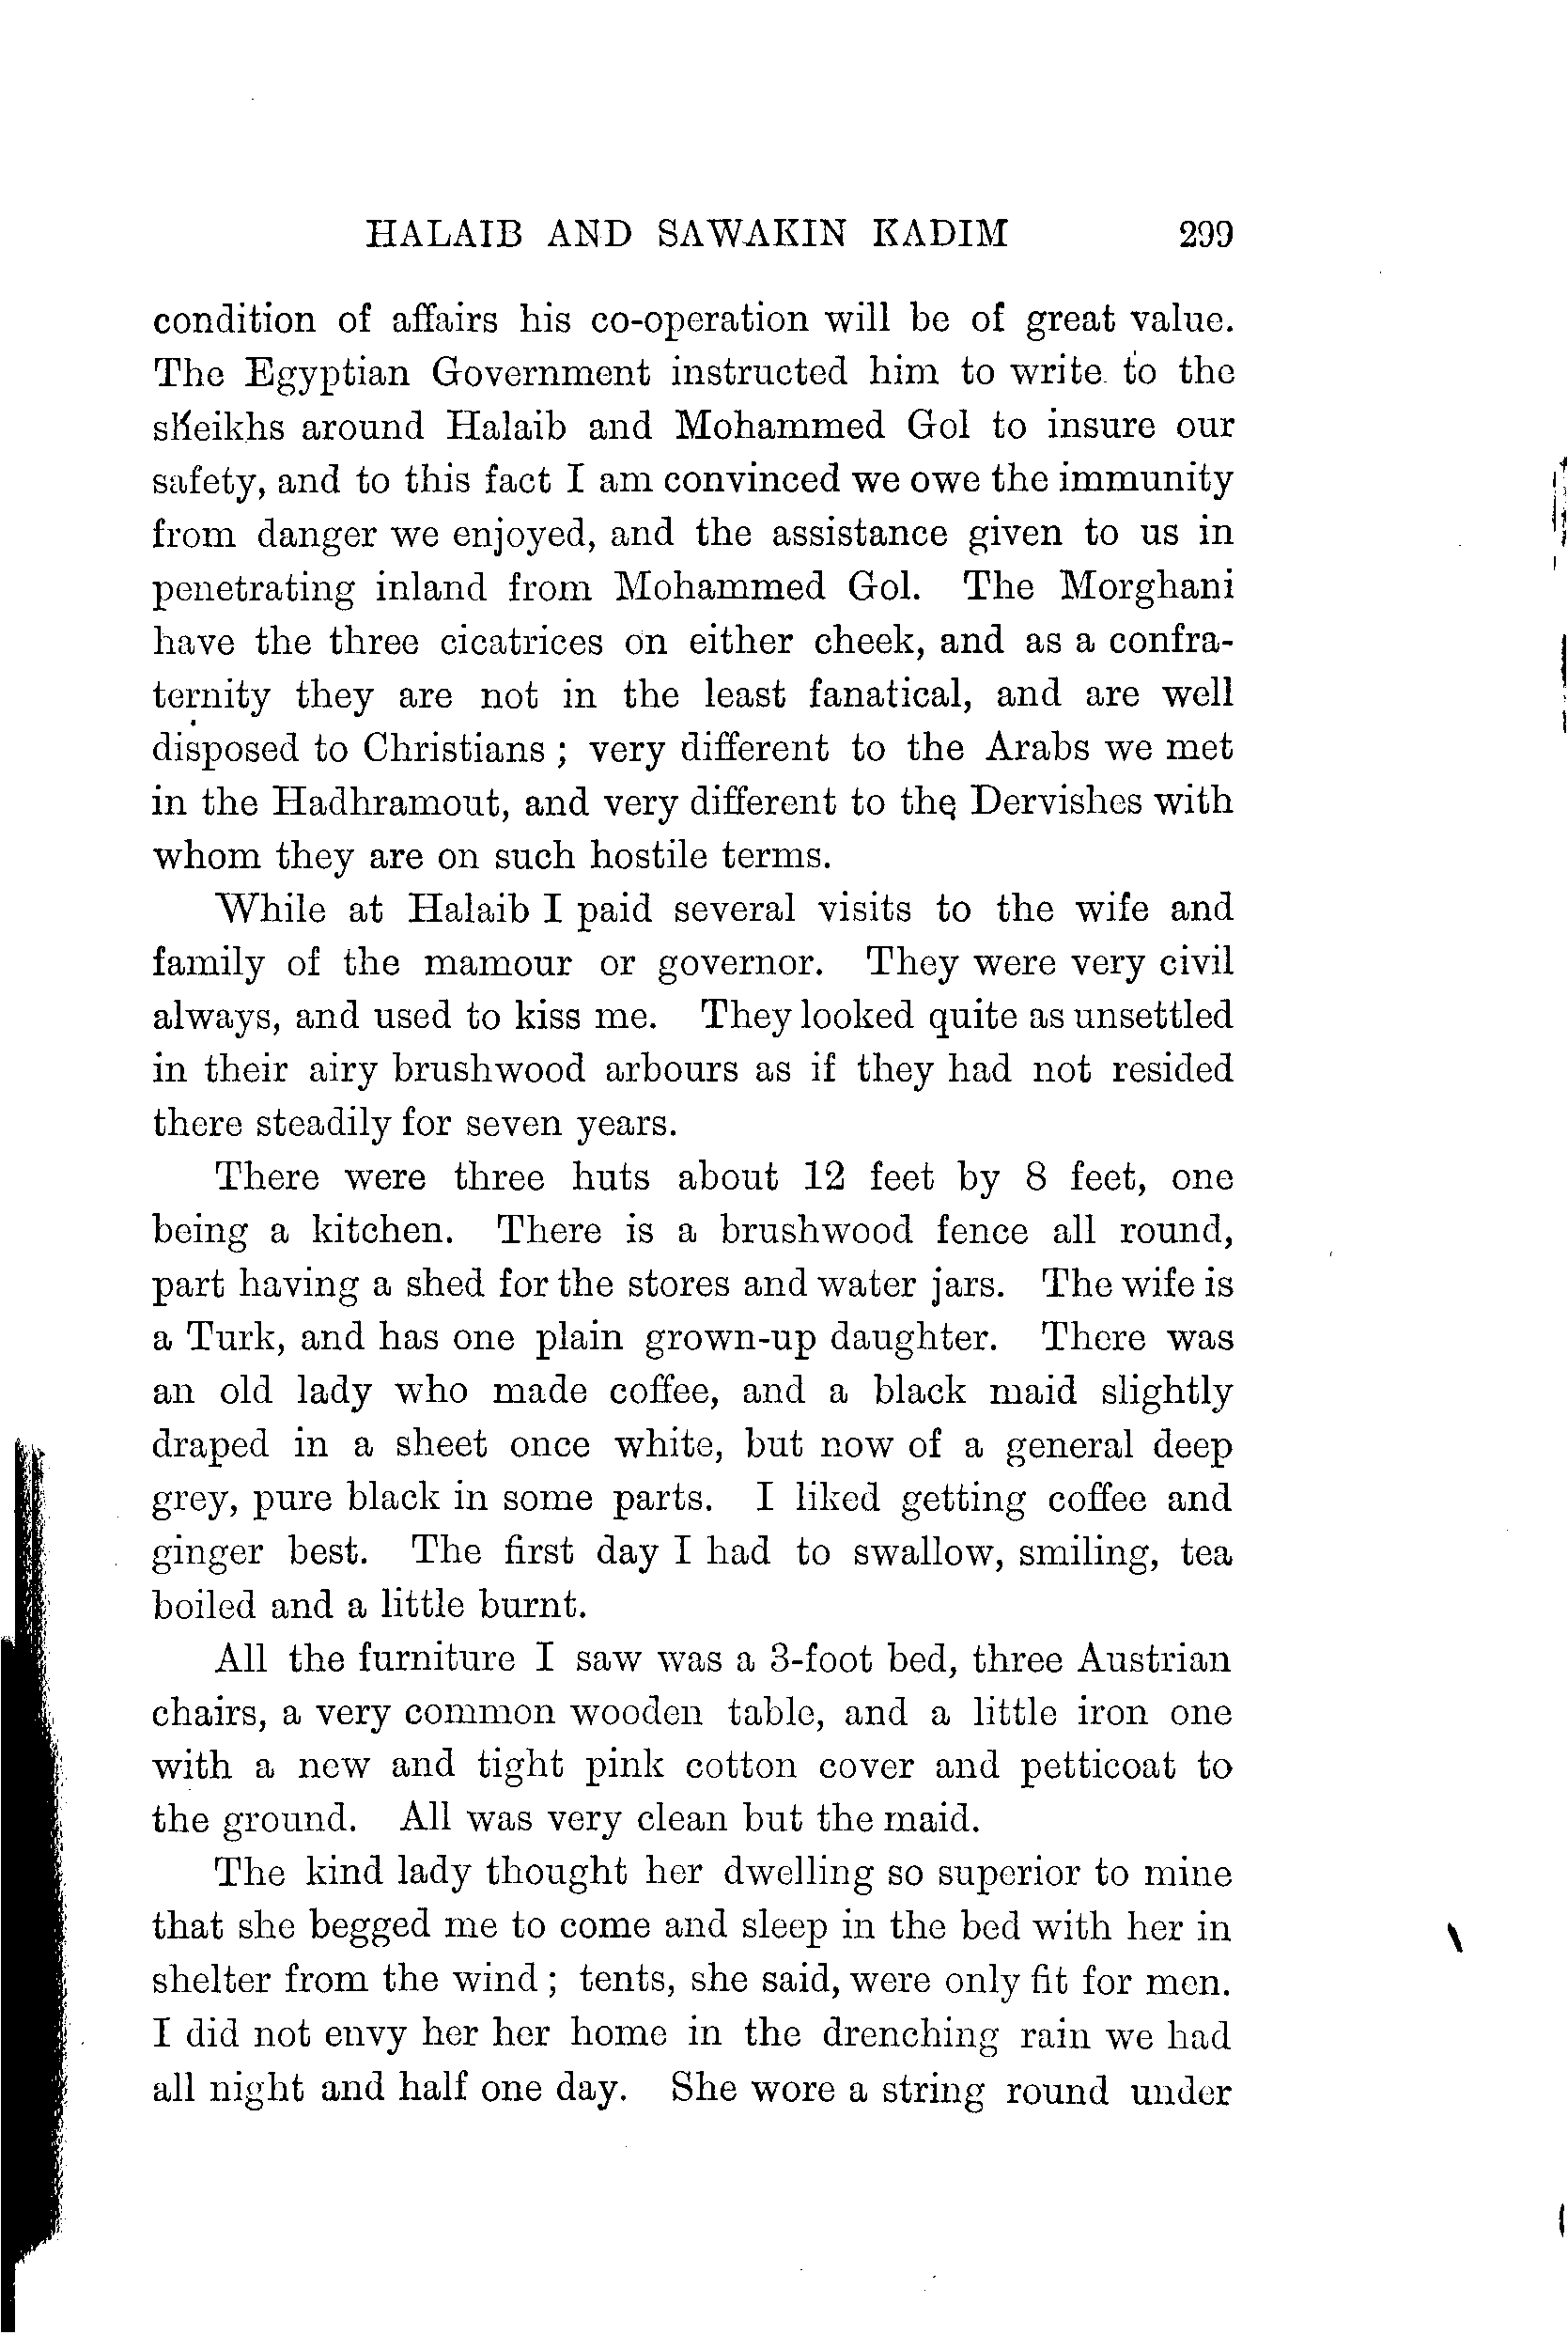 HALAIB AND SAWAKIN KADIM 299
condition of affairs his co-operation will be of great value.
The Egyptian Government instructed him to write to the
sheikhs around Halaib and Mohammed Gol to insure our
safety, and to this fact I am convinced we owe the immunity
from danger we enjoyed, and the assistance given to us in
penetrating inland from Mohammed Gol. The Morghani
have the three cicatrices on either cheek, and as a confra-
ternity they are not in the least fanatical, and are well
disposed to Christians ; very different to the Arabs we met
in the Hadhramout, and very different to the Dervishes with
whom they are on such hostile terms.
While at Halaib I paid several visits to the wife and
family of the mamour or governor. They were very civil
always, and used to kiss me. They looked quite as unsettled
in their airy brushwood arbours as if they had not resided
there steadily for seven years.
There were three huts about 12 feet by 8 feet, one
being a kitchen. There is a brushwood fence all round,
part having a shed for the stores and water jars. The wife is
a Turk, and has one plain grown-up daughter. There was
an old lady who made coffee, and a black maid slightly
draped in a sheet once white, but now of a general deep
grey, pure black in some parts. I liked getting coffee and
ginger best. The first day I had to swallow, smiling, tea
boiled and a little burnt.
All the furniture I saw was a 3-foot bed, three Austrian
chairs, a very common wooden table, and a little iron one
with a new and tight pink cotton cover and petticoat to
the ground. All was very clean but the maid.
The kind lady thought her dwelling so superior to mine
that she begged me to come and sleep in the bed with her in
shelter from the wind ; tents, she said, were only fit for men.
I did not envy her her home in the drenching rain we had
all night and half one day. She wore a string round under